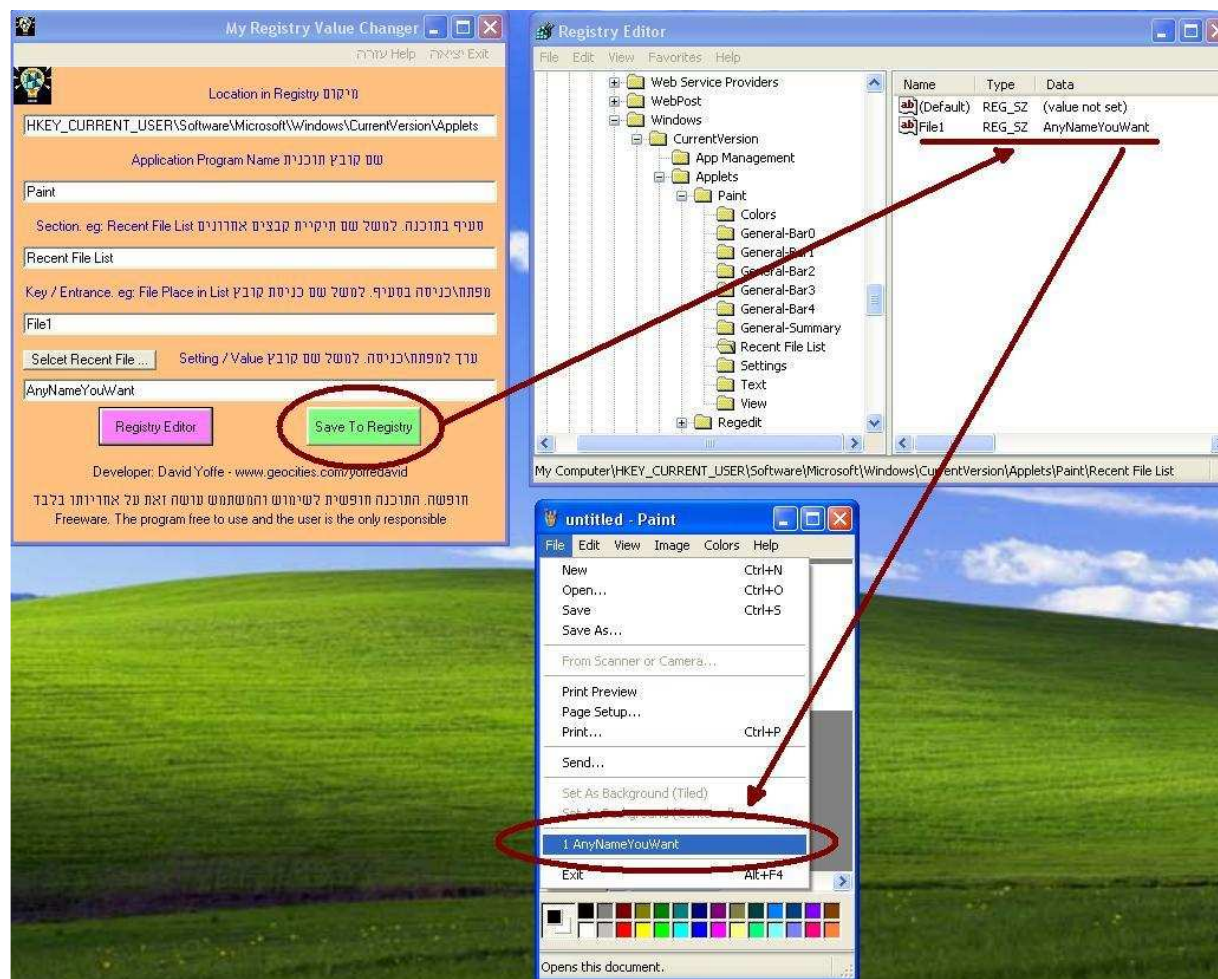 My Registry Value Changer
עזרה Help יציאה Exit
Location in Registry מיקום
HKEY_CURRENT_USER\Software\Microsoft\Windows\CurrentVersion\Applets
Application Program Name שם קובץ תוכנית
Paint
Section. eg: Recent File List סעיף בתוכנה. למשל שם תיקיית קבצים אחרונים
Recent File List
Key / Entrance. eg: File Place in List מפתח\כניסה בסעיף. למשל שם כניסת קובץ
File1
Selcet Recent File ...
Setting / Value ערך למפתח\כניסה. למשל שם קובץ
AnyNameYouWant
Registry Editor
Save To Registry
Developer: David Yoffe - www.geocities.com/yoffedavid
חופשה. התוכנה חופשית לשימוש והמשתמש עושה זאת על אחריותו בלבד
Freeware. The program free to use and the user is the only responsible
Registry Editor
File Edit View Favorites Help
Web Service Providers
WebPost
Windows
CurrentVersion
App Management
Applets
Paint
Colors
General-Bar0
General-Bar1
General-Bar2
General-Bar3
General-Bar4
General-Summary
Recent File List
Settings
Text
View
Regedit
Name Type Data
(Default) REG_SZ (value not set)
File1 REG_SZ AnyNameYouWant
My Computer\HKEY_CURRENT_USER\Software\Microsoft\Windows\CurrentVersion\Applets\Paint\Recent File List
untitled - Paint
File Edit View Image Colors Help
New Ctrl+N
Open... Ctrl+O
Save Ctrl+S
Save As...
From Scanner or Camera...
Print Preview
Page Setup...
Print... Ctrl+P
Send...
Set As Background (Tiled)
Set As Background (Centered)
1 AnyNameYouWant
Exit Alt+F4
Opens this document.